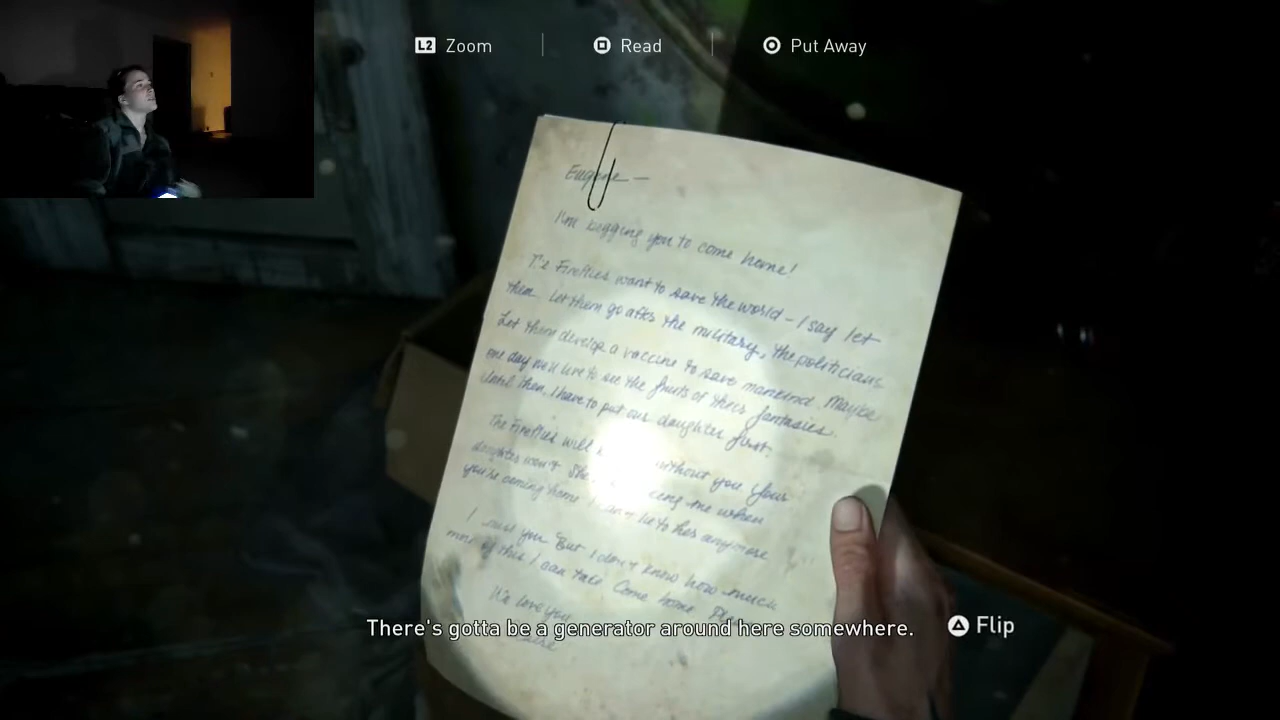 L2 Zoom
Read
Put Away
Eugene —
I'm begging you to come home!
The Fireflies want to save the world – I say let
them. Let them go after the military, the politicians.
Let them develop a vaccine to save mankind. Maybe
one day we'll live to see the fruits of their fantasies.
Until then, I have to put our daughter first.
The Fireflies will without you. Your
daughter won't. She me when
you're coming home. I can't lie to her anymore.
I miss you. But I don't know how much
more of this I can take. Come home. Please
We love you
There's gotta be a generator around here somewhere.
Flip